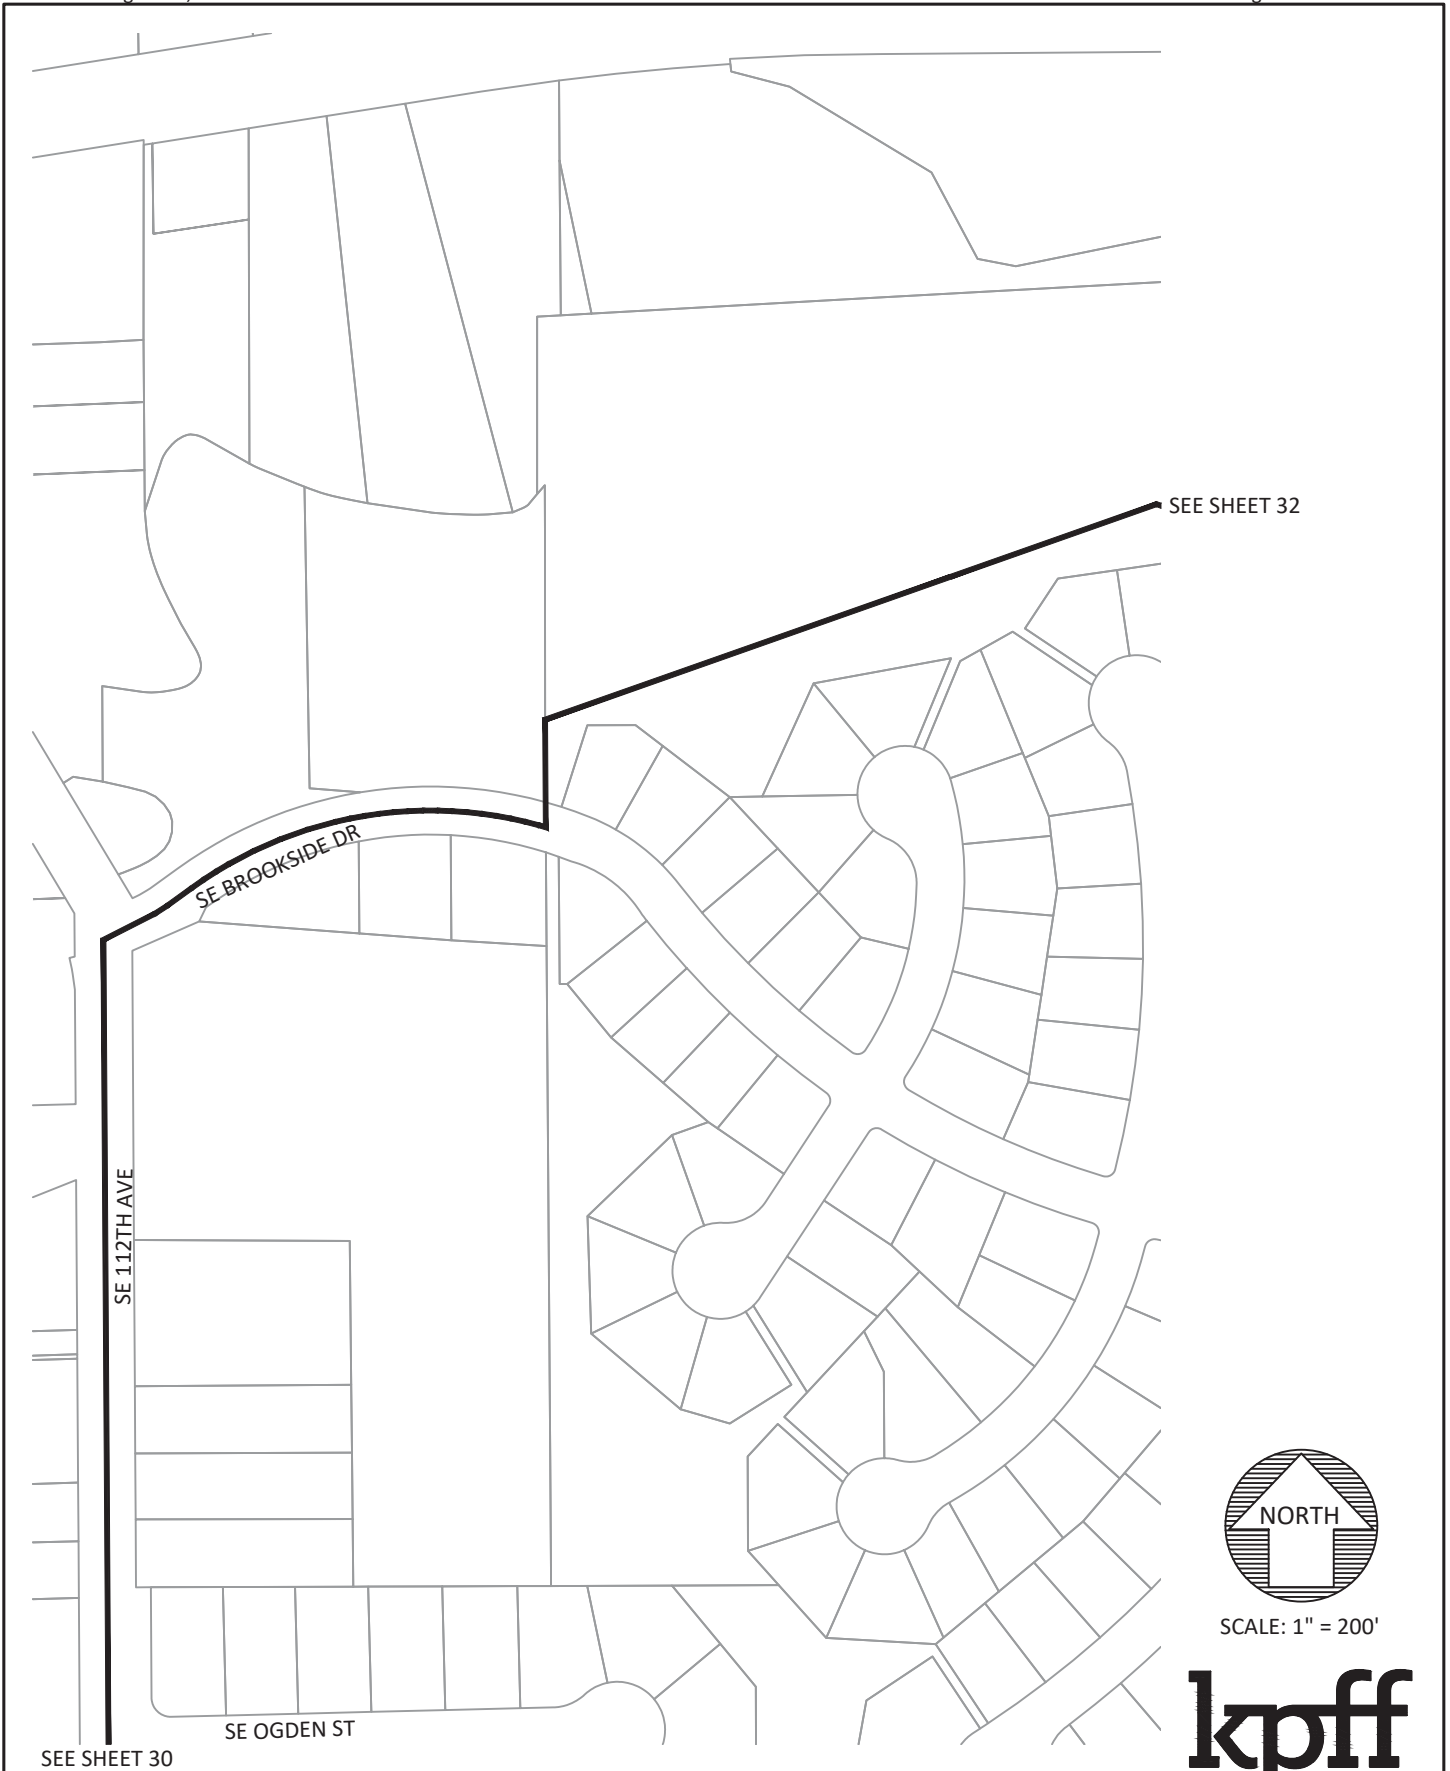 SEE SHEET 32
SE BROOKSIDE DR
SE 112TH AVE
NORTH
SCALE: 1" = 200'
kpff
SE OGDEN ST
SEE SHEET 30